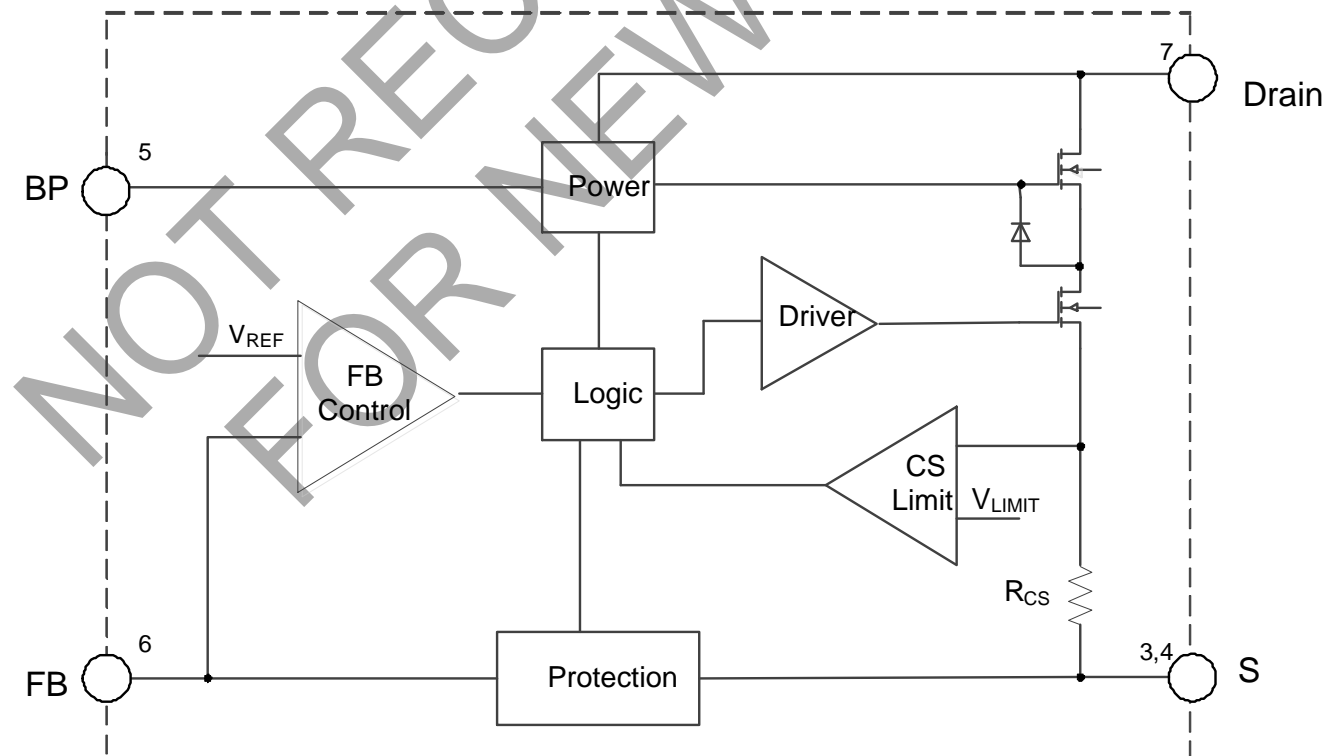 NOT REC
FOR NEW
7
Drain
5
BP
Power
Driver
VREF
FB
Control
Logic
CS
Limit
VLIMIT
RCS
6
FB
Protection
3,4
S